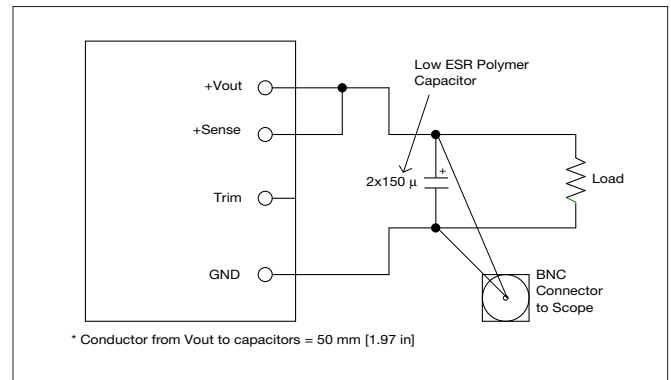 Low ESR Polymer
Capacitor
+Vout
+Sense
+
2x150 µ
Load
Trim
GND
BNC
Connector
to Scope
* Conductor from Vout to capacitors = 50 mm [1.97 in]